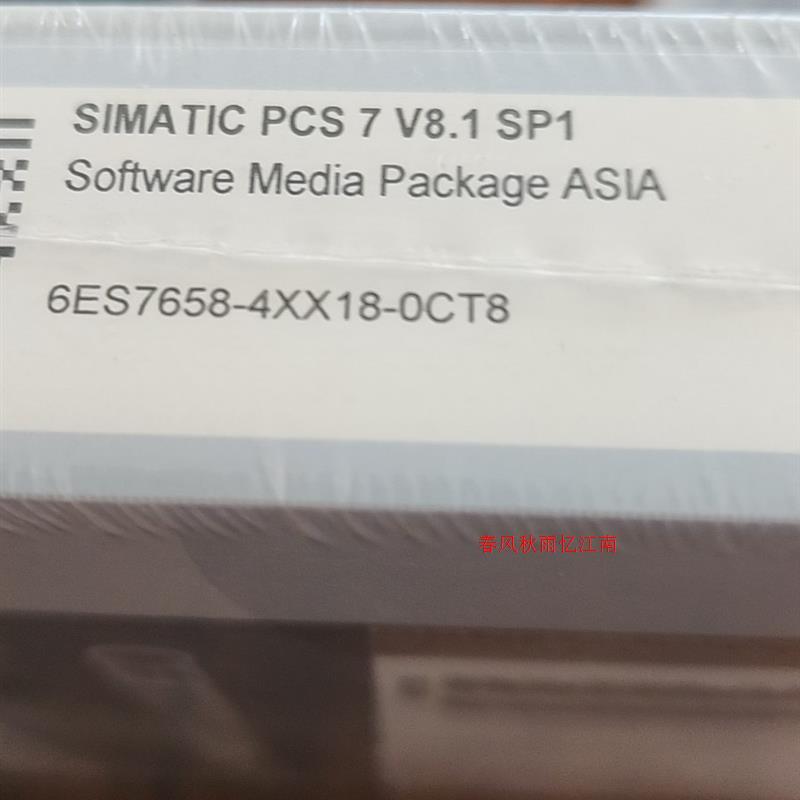 SIMATIC PCS 7 V8.1 SP1
Software Media Package ASIA
6ES7658-4XX18-0CT8
春风秋雨忆江南